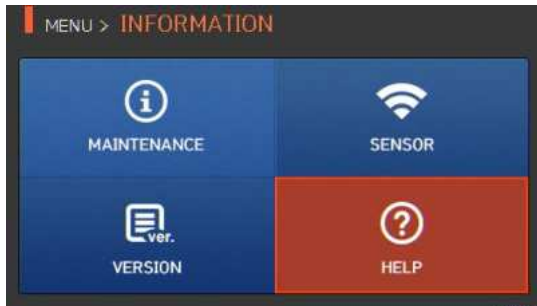 MENU > INFORMATION
MAINTENANCE
SENSOR
ver.
VERSION
HELP